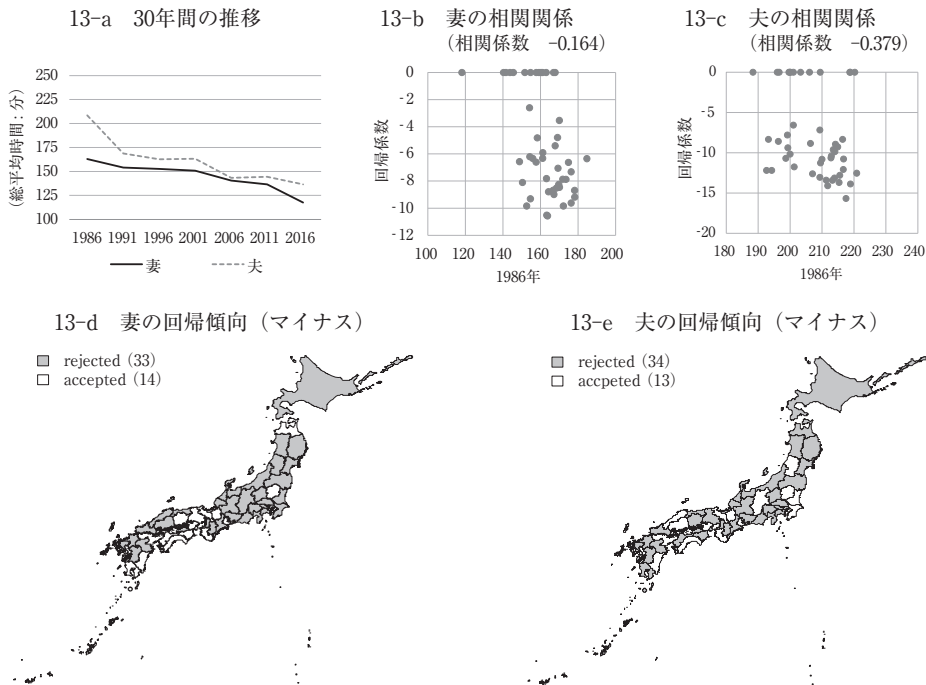 13-a 30年間の推移
250
225
200
175
150
125
100
(総平均時間:分)
1986 1991 1996 2001 2006 2011 2016
妻 夫
13-b 妻の相関関係
(相関係数 -0.164)
0
-2
-4
-6
-8
-10
-12
回帰係数
100 120 140 160 180 200
1986年
13-c 夫の相関関係
(相関係数 -0.379)
0
-5
-10
-15
-20
回帰係数
180 190 200 210 220 230 240
1986年
13-d 妻の回帰傾向(マイナス)
rejected (33)
accepted (14)
13-e 夫の回帰傾向(マイナス)
rejected (34)
accpeted (13)